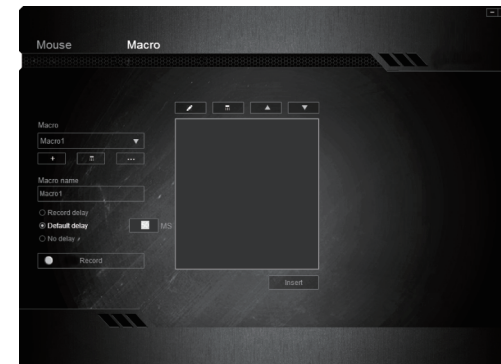 Mouse Macro
Macro
Macro1
Macro name
Macro1
Record delay
Default delay
MS
No delay
Record
Insert